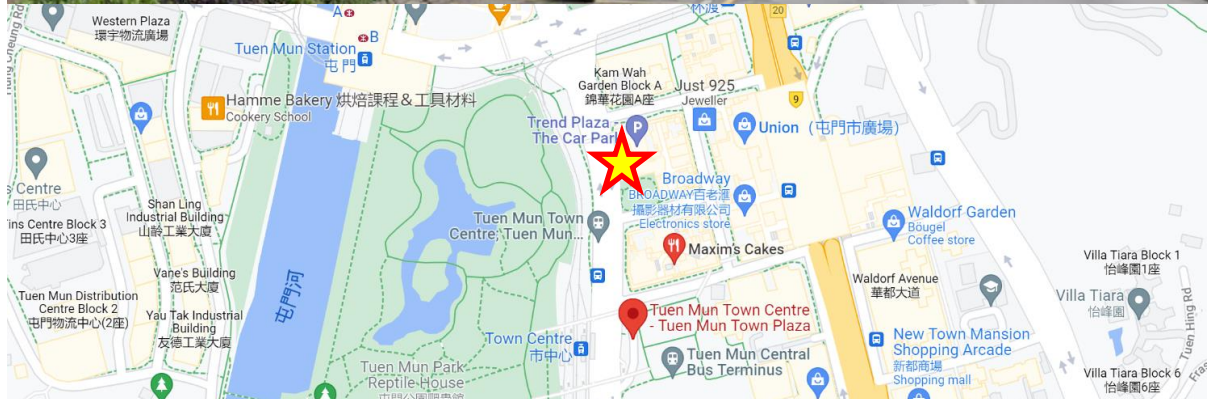 Western Plaza
環宇物流廣場
A
B
Tuen Mun Station
屯門
20
Hamme Bakery 烘焙課程＆工具材料
Cookery School
Kam Wah
Garden Block A
錦華花園A座
Just 925
Jeweller
9
Trend Plaza,
The Car Park
P
Union（屯門市廣場）
Broadway
BROADWAY百老滙
攝影器材有限公司
Electronics store
s Centre
田氏中心
Tins Centre Block 3
田氏中心3座
Shan Ling
Industrial Building
山齡工業大廈
Tuen Mun Town
Centre; Tuen Mun...
Maxim's Cakes
Waldorf Garden
Bougel
Coffee store
Vane's Building
范氏大廈
Tuen Mun Distribution
Centre Block 2
屯門物流中心(2座)
Yau Tak Industrial
Building
友德工業大廈
屯門河
Waldorf Avenue
華都大道
Villa Tiara Block 1
怡峰園1座
Villa Tiara
怡峰園
Tuen Mun Town Centre
- Tuen Mun Town Plaza
Town Centre
市中心
Tuen Mun Central
Bus Terminus
New Town Mansion
Shopping Arcade
新都商場
Shopping mall
Tuen Mun Park
Reptile House
Villa Tiara Block 6
怡峰園6座
Tuen Hing Rd